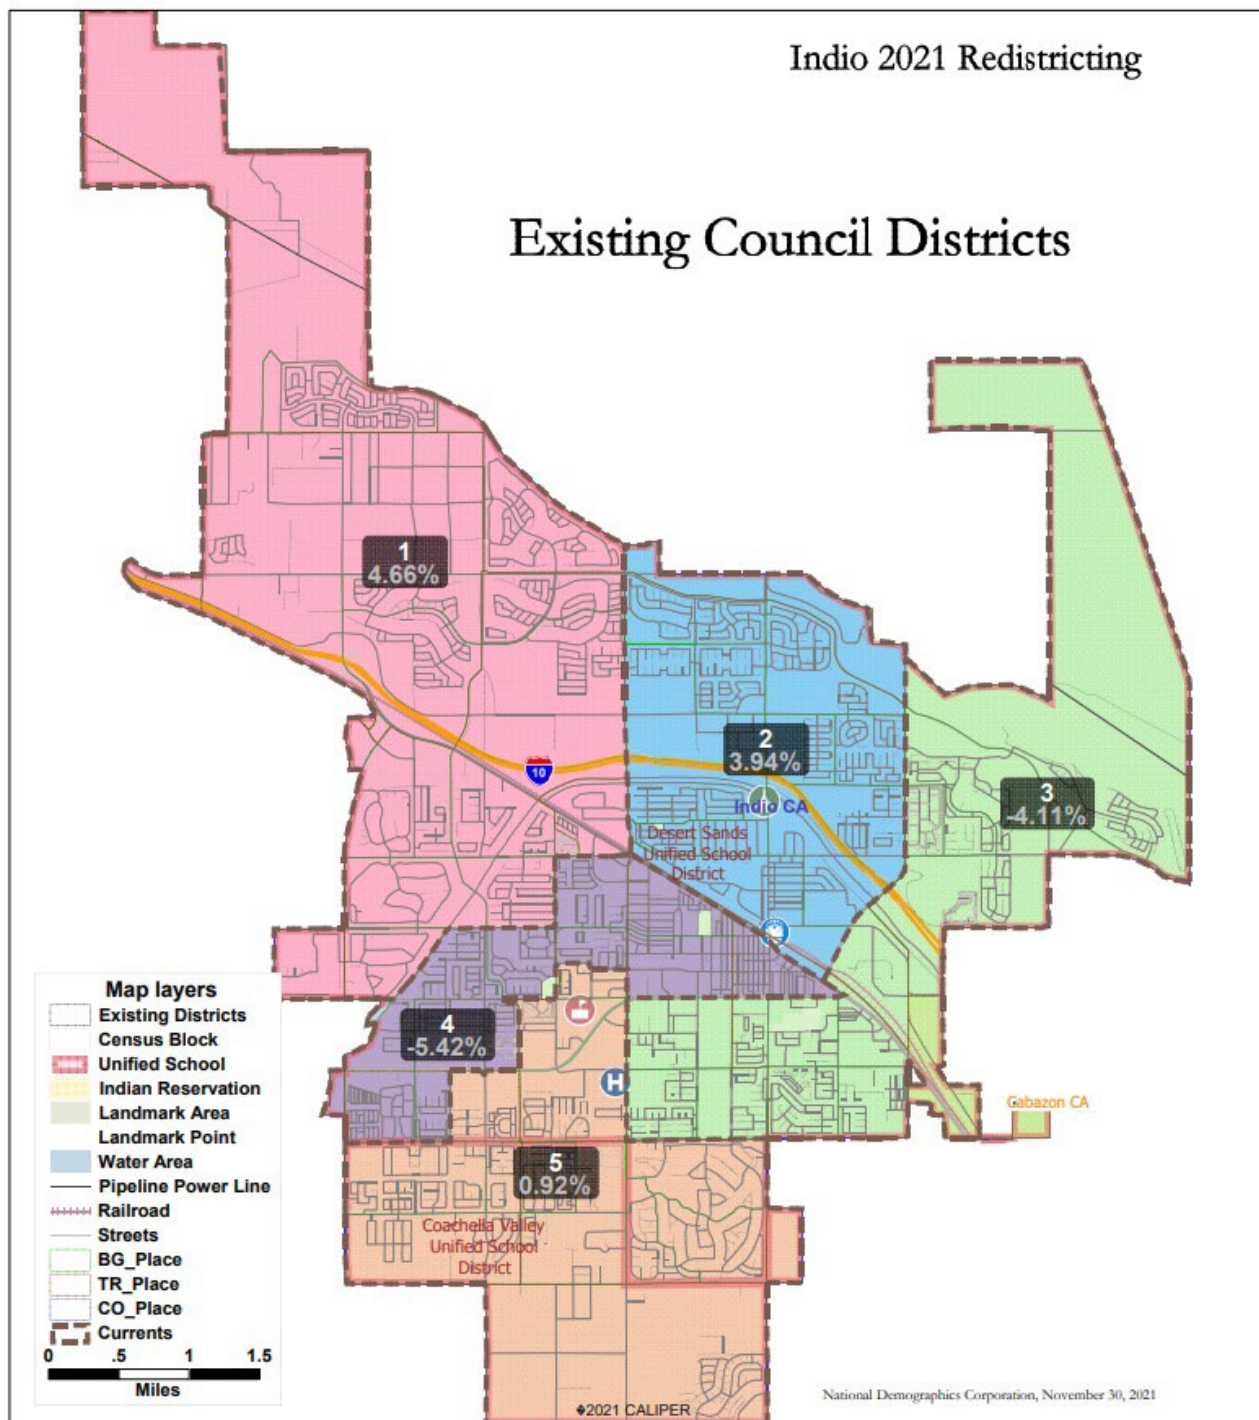 Indio 2021 Redistricting
Existing Council Districts
1
4.66%
2
3.94%
10
Indio CA
3
-4.11%
Desert Sands
Unified School
District
4
-5.42%
H
Cabazon CA
5
0.92%
Coachella Valley
Unified School
District
Map layers
Existing Districts
Census Block
Unified School
Indian Reservation
Landmark Area
Landmark Point
Water Area
Pipeline Power Line
Railroad
Streets
BG_Place
TR_Place
CO_Place
Currents
0 .5 1 1.5
Miles
�2021 CALIPER
National Demographics Corporation, November 30, 2021